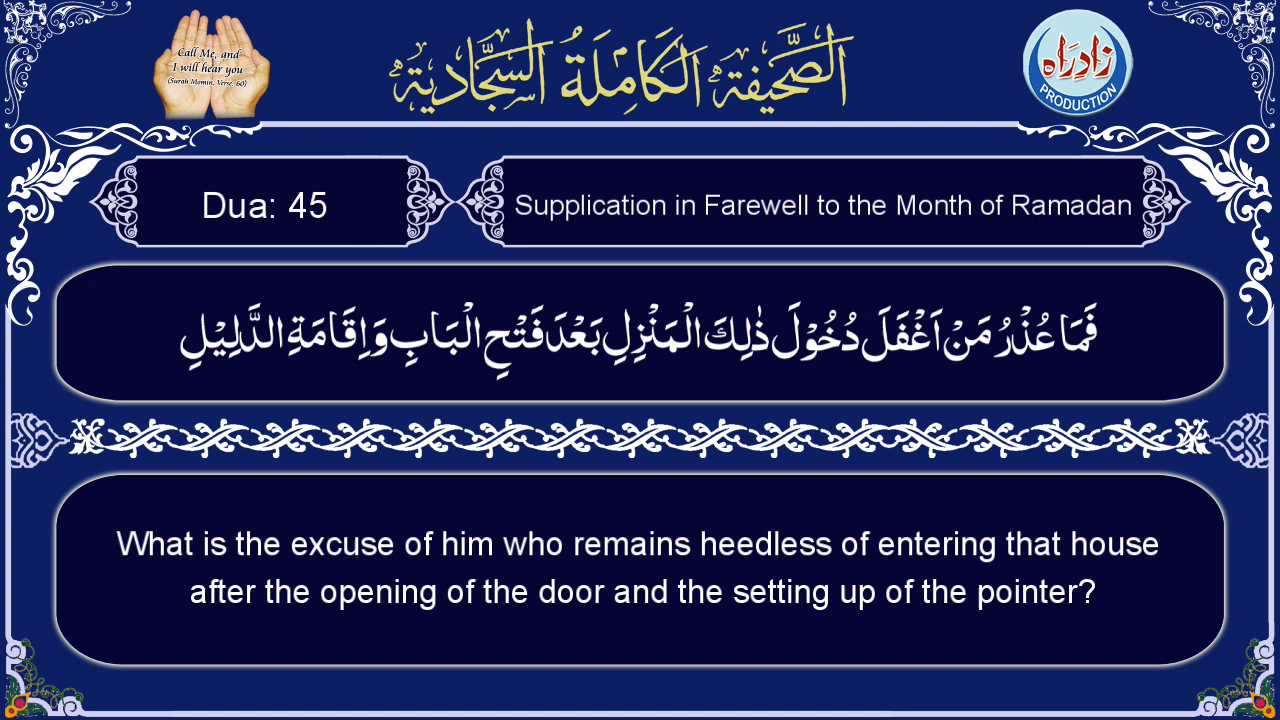 Call Me, and
I will hear you
(Surah Momin, Verse. 60)
الصَّحِيفَةُ الْكَامِلَةُ السَّجَّادِيَّةُ
زادِراه
PRODUCTION
Dua: 45
Supplication in Farewell to the Month of Ramadan
فَمَا عُذْرُ مَنْ اَغْفَلَ دُخُوْلَ ذٰلِكَ الْمَنْزِلِ بَعْدَ فَتْحِ الْبَابِ وَ اِقَامَةِ الدَّلِيْلِ
What is the excuse of him who remains heedless of entering that house
after the opening of the door and the setting up of the pointer?